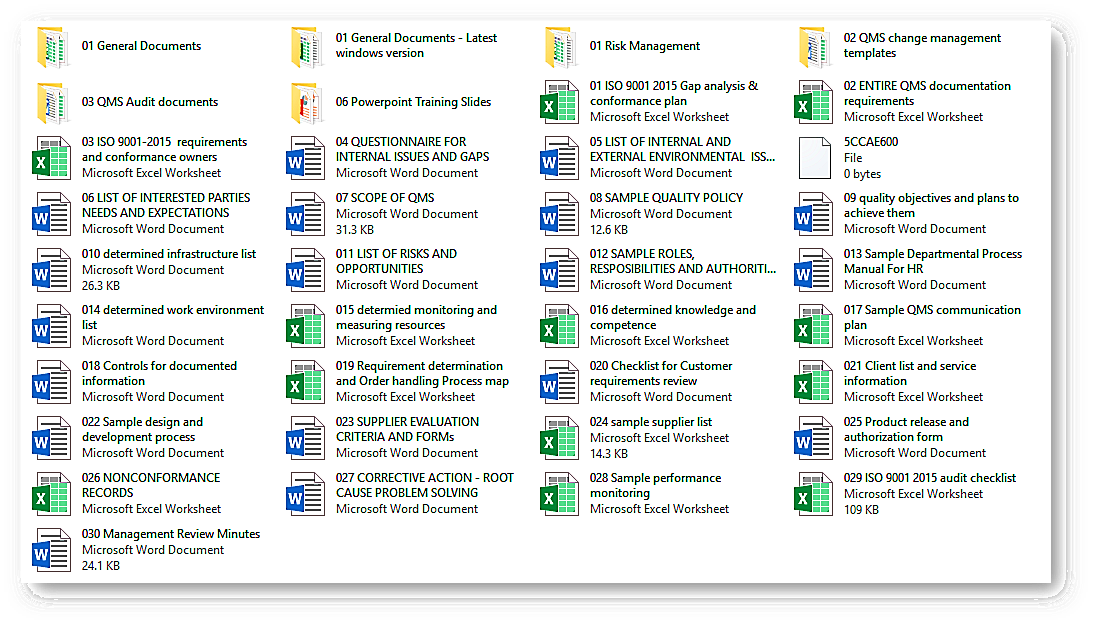 01 General Documents
01 General Documents - Latest
windows version
01 Risk Management
02 QMS change management
templates
03 QMS Audit documents
06 Powerpoint Training Slides
01 ISO 9001 2015 Gap analysis &
conformance plan
Microsoft Excel Worksheet
02 ENTIRE QMS documentation
requirements
Microsoft Excel Worksheet
03 ISO 9001-2015 requirements
and conformance owners
Microsoft Excel Worksheet
04 QUESTIONNAIRE FOR
INTERNAL ISSUES AND GAPS
Microsoft Word Document
05 LIST OF INTERNAL AND
EXTERNAL ENVIRONMENTAL ISS...
Microsoft Word Document
5CCAE600
File
0 bytes
06 LIST OF INTERESTED PARTIES
NEEDS AND EXPECTATIONS
Microsoft Word Document
07 SCOPE OF QMS
Microsoft Word Document
31.3 KB
08 SAMPLE QUALITY POLICY
Microsoft Word Document
12.6 KB
09 quality objectives and plans to
achieve them
Microsoft Word Document
010 determined infrastructure list
Microsoft Word Document
26.3 KB
011 LIST OF RISKS AND
OPPORTUNITIES
Microsoft Word Document
012 SAMPLE ROLES,
RESPOSIBILITIES AND AUTHORITI...
Microsoft Word Document
013 Sample Departmental Process
Manual For HR
Microsoft Word Document
014 determined work environment
list
Microsoft Word Document
015 determied monitoring and
measuring resources
Microsoft Excel Worksheet
016 determined knowledge and
competence
Microsoft Excel Worksheet
017 Sample QMS communication
plan
Microsoft Excel Worksheet
018 Controls for documented
information
Microsoft Word Document
019 Requirement determination
and Order handling Process map
Microsoft Excel Worksheet
020 Checklist for Customer
requirements review
Microsoft Word Document
021 Client list and service
information
Microsoft Excel Worksheet
022 Sample design and
development process
Microsoft Word Document
023 SUPPLIER EVALUATION
CRITERIA AND FORMs
Microsoft Word Document
024 sample supplier list
Microsoft Excel Worksheet
14.3 KB
025 Product release and
authorization form
Microsoft Word Document
026 NONCONFORMANCE
RECORDS
Microsoft Excel Worksheet
027 CORRECTIVE ACTION - ROOT
CAUSE PROBLEM SOLVING
Microsoft Word Document
028 Sample performance
monitoring
Microsoft Excel Worksheet
029 ISO 9001 2015 audit checklist
Microsoft Excel Worksheet
109 KB
030 Management Review Minutes
Microsoft Word Document
24.1 KB